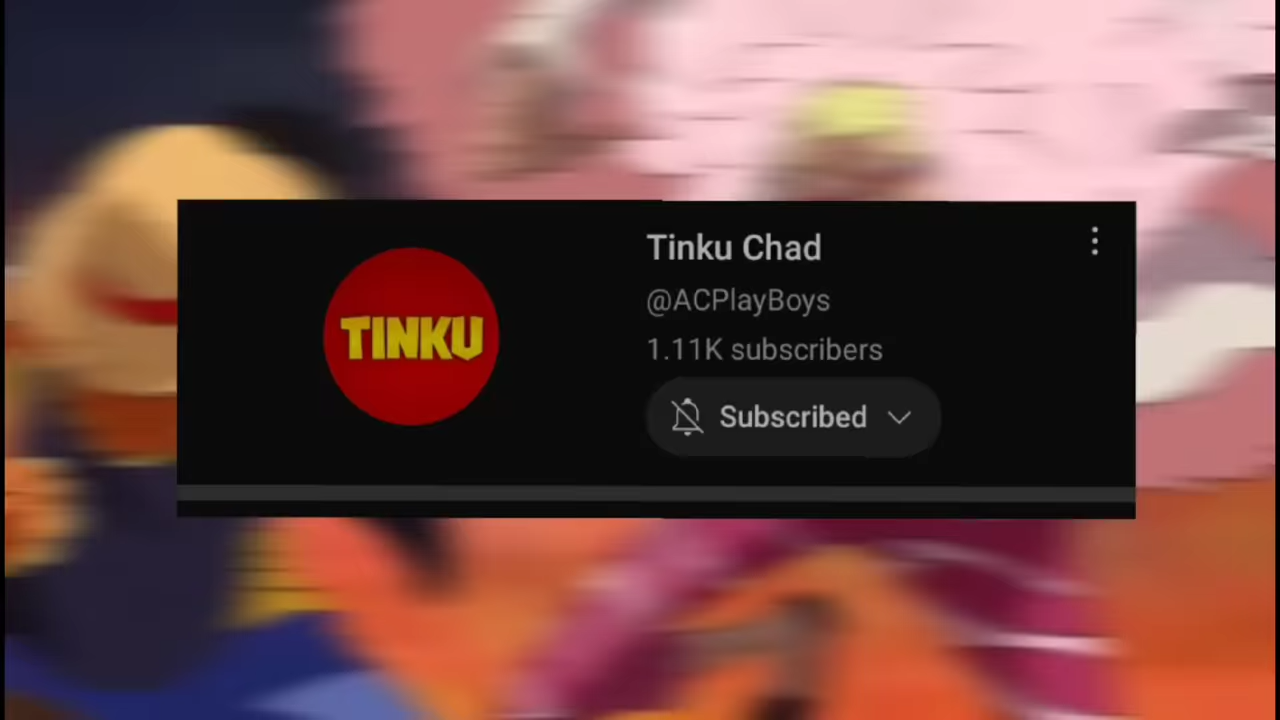 TINKU
Tinku Chad
@ACPlayBoys
1.11K subscribers
Subscribed